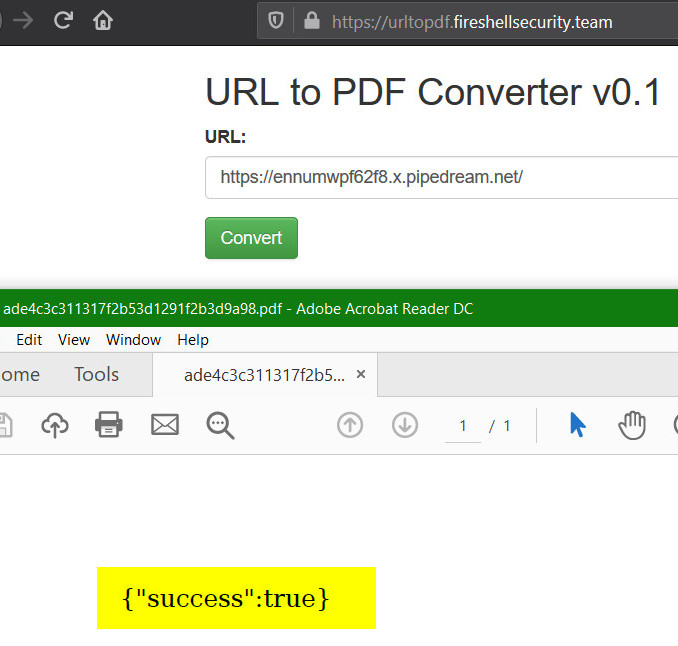 https://urltopdf.fireshellsecurity.team
URL to PDF Converter v0.1
URL:
https://ennumwpf62f8.x.pipedream.net/
Convert
ade4c3c311317f2b53d1291f2b3d9a98.pdf - Adobe Acrobat Reader DC
Edit View Window Help
ome Tools ade4c3c311317f2b5... ×
1 / 1
{"success":true}